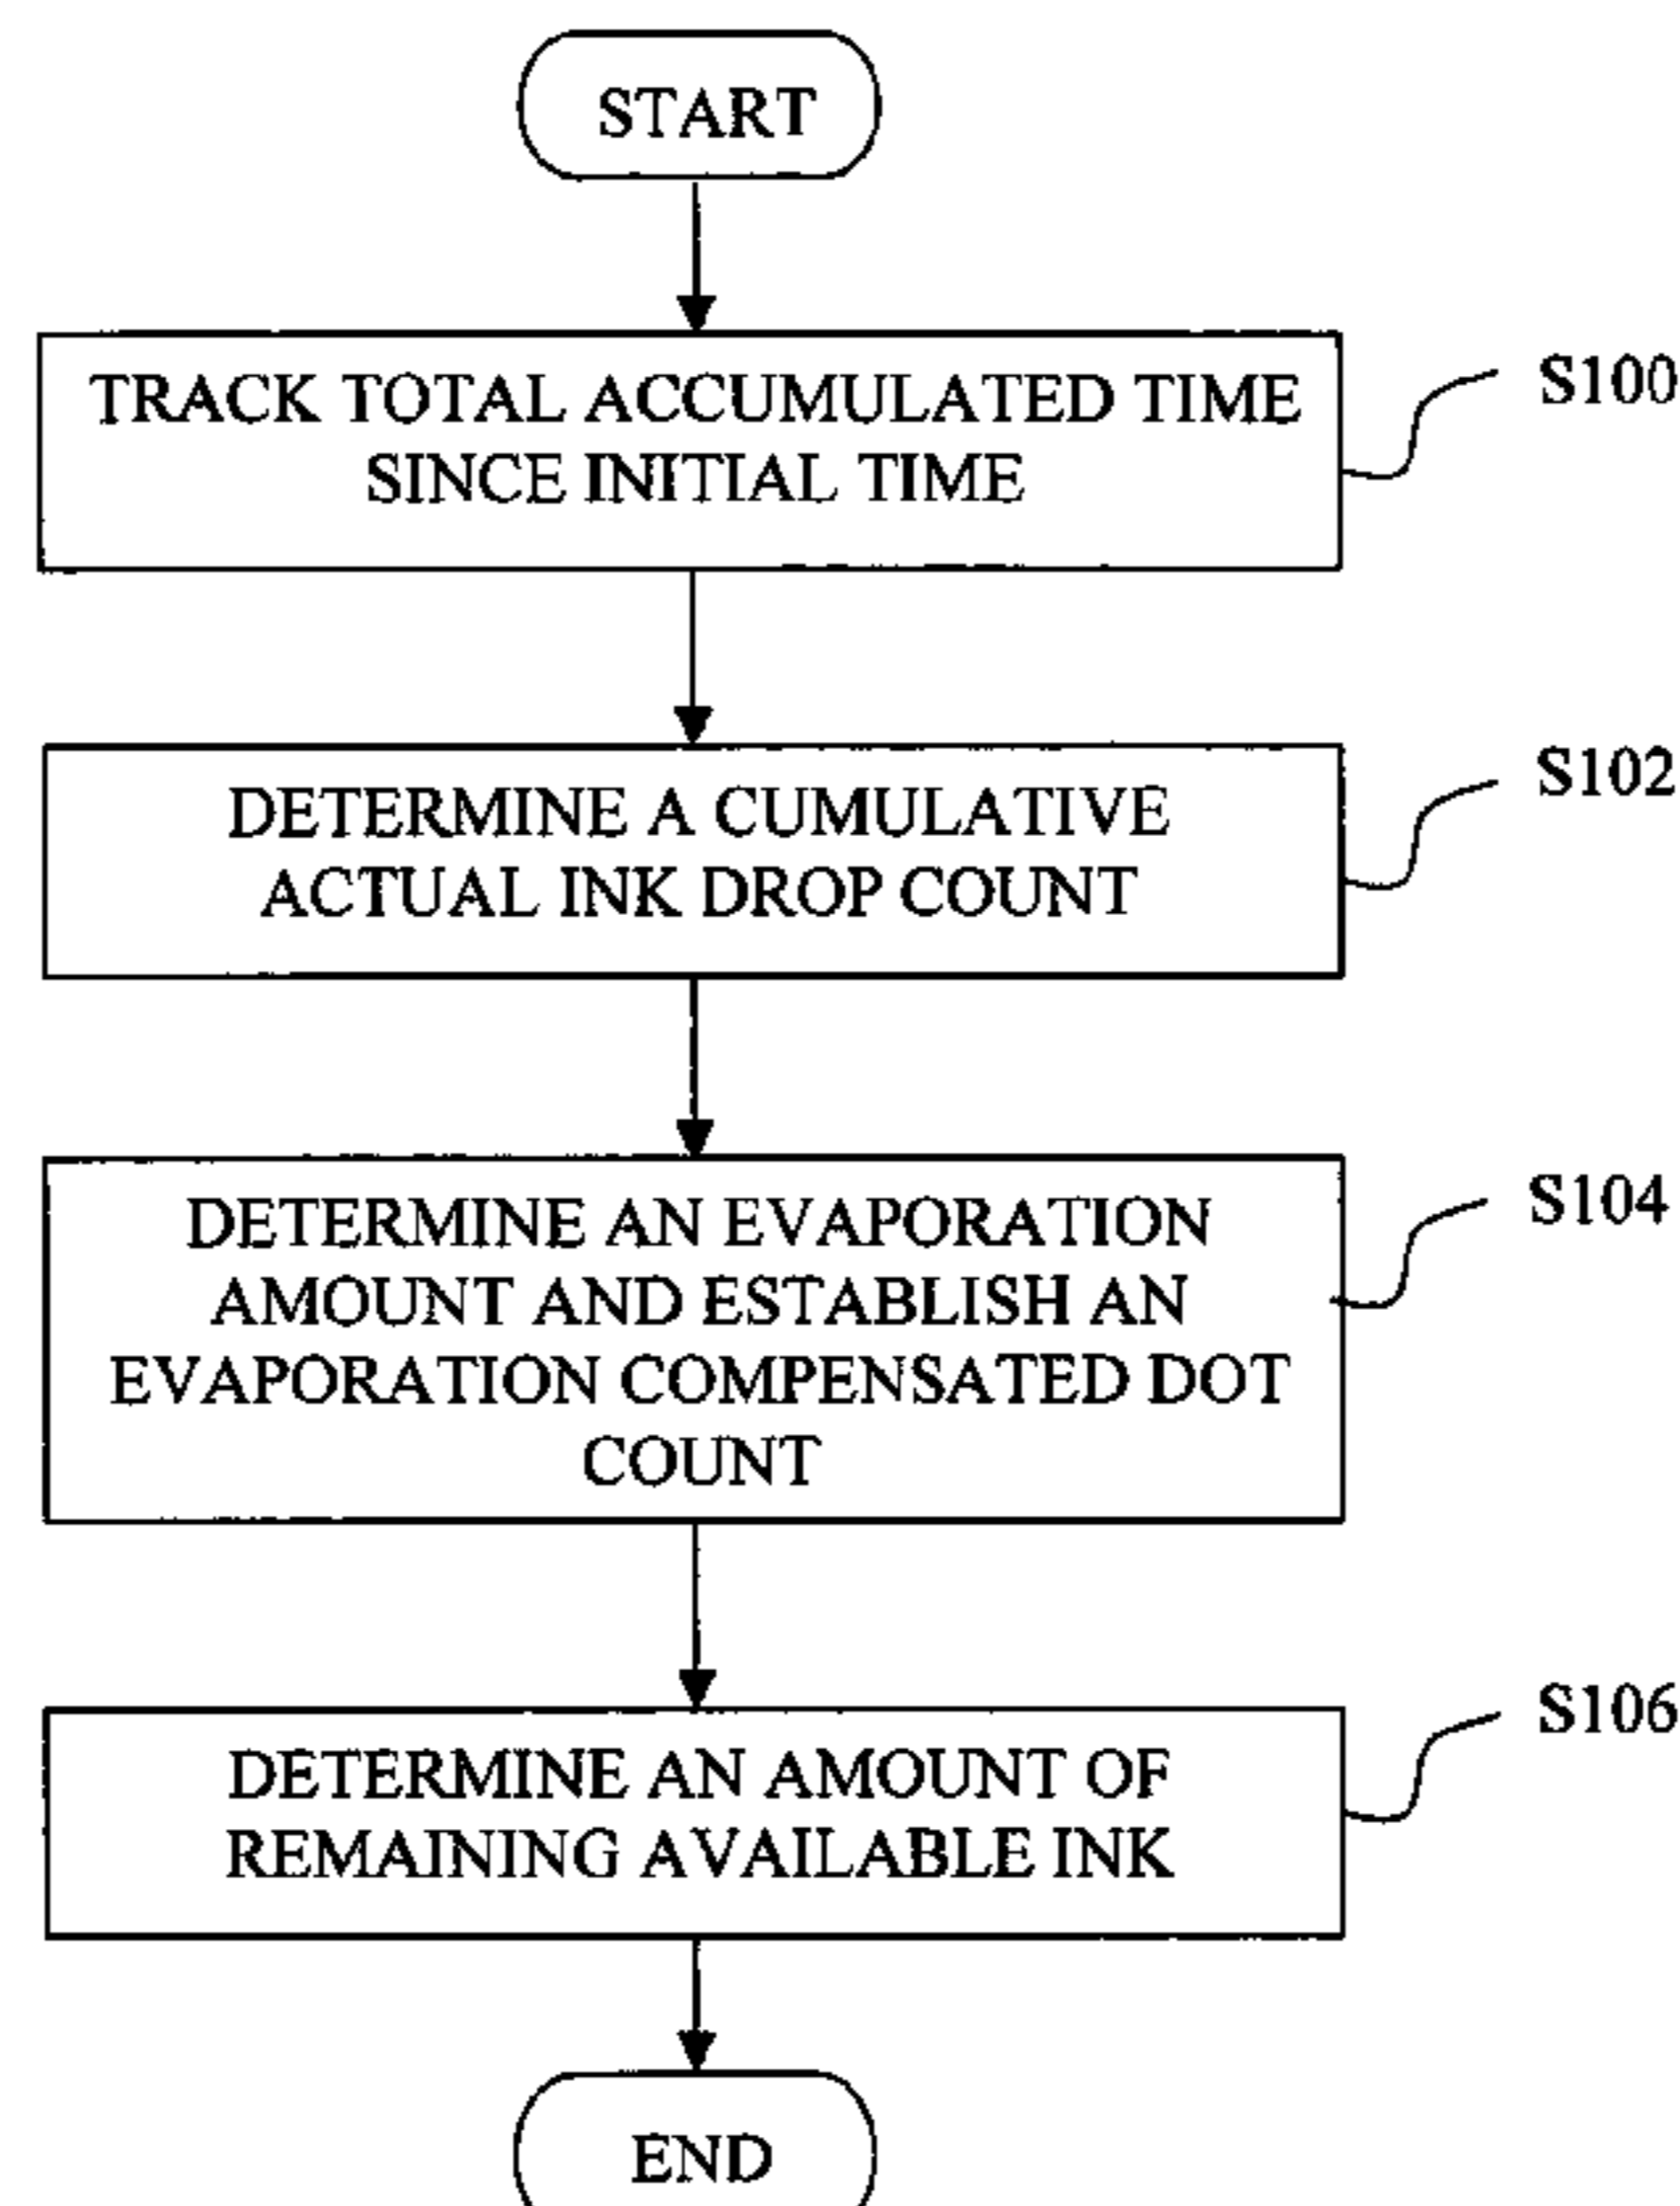 START
TRACK TOTAL ACCUMULATED TIME
SINCE INITIAL TIME
S100
DETERMINE A CUMULATIVE
ACTUAL INK DROP COUNT
S102
DETERMINE AN EVAPORATION
AMOUNT AND ESTABLISH AN
EVAPORATION COMPENSATED DOT
COUNT
S104
DETERMINE AN AMOUNT OF
REMAINING AVAILABLE INK
S106
END